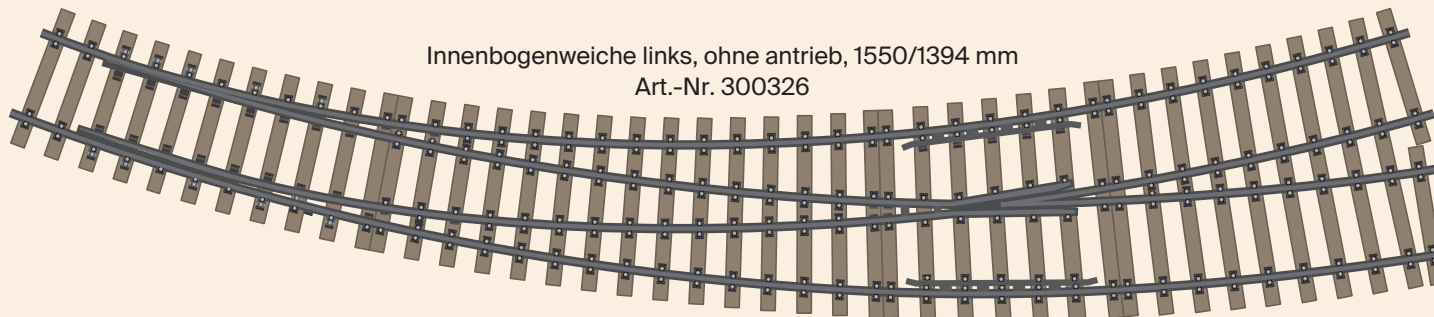 Innenbogenweiche links, ohne antrieb, 1550/1394 mm
Art.-Nr. 300326